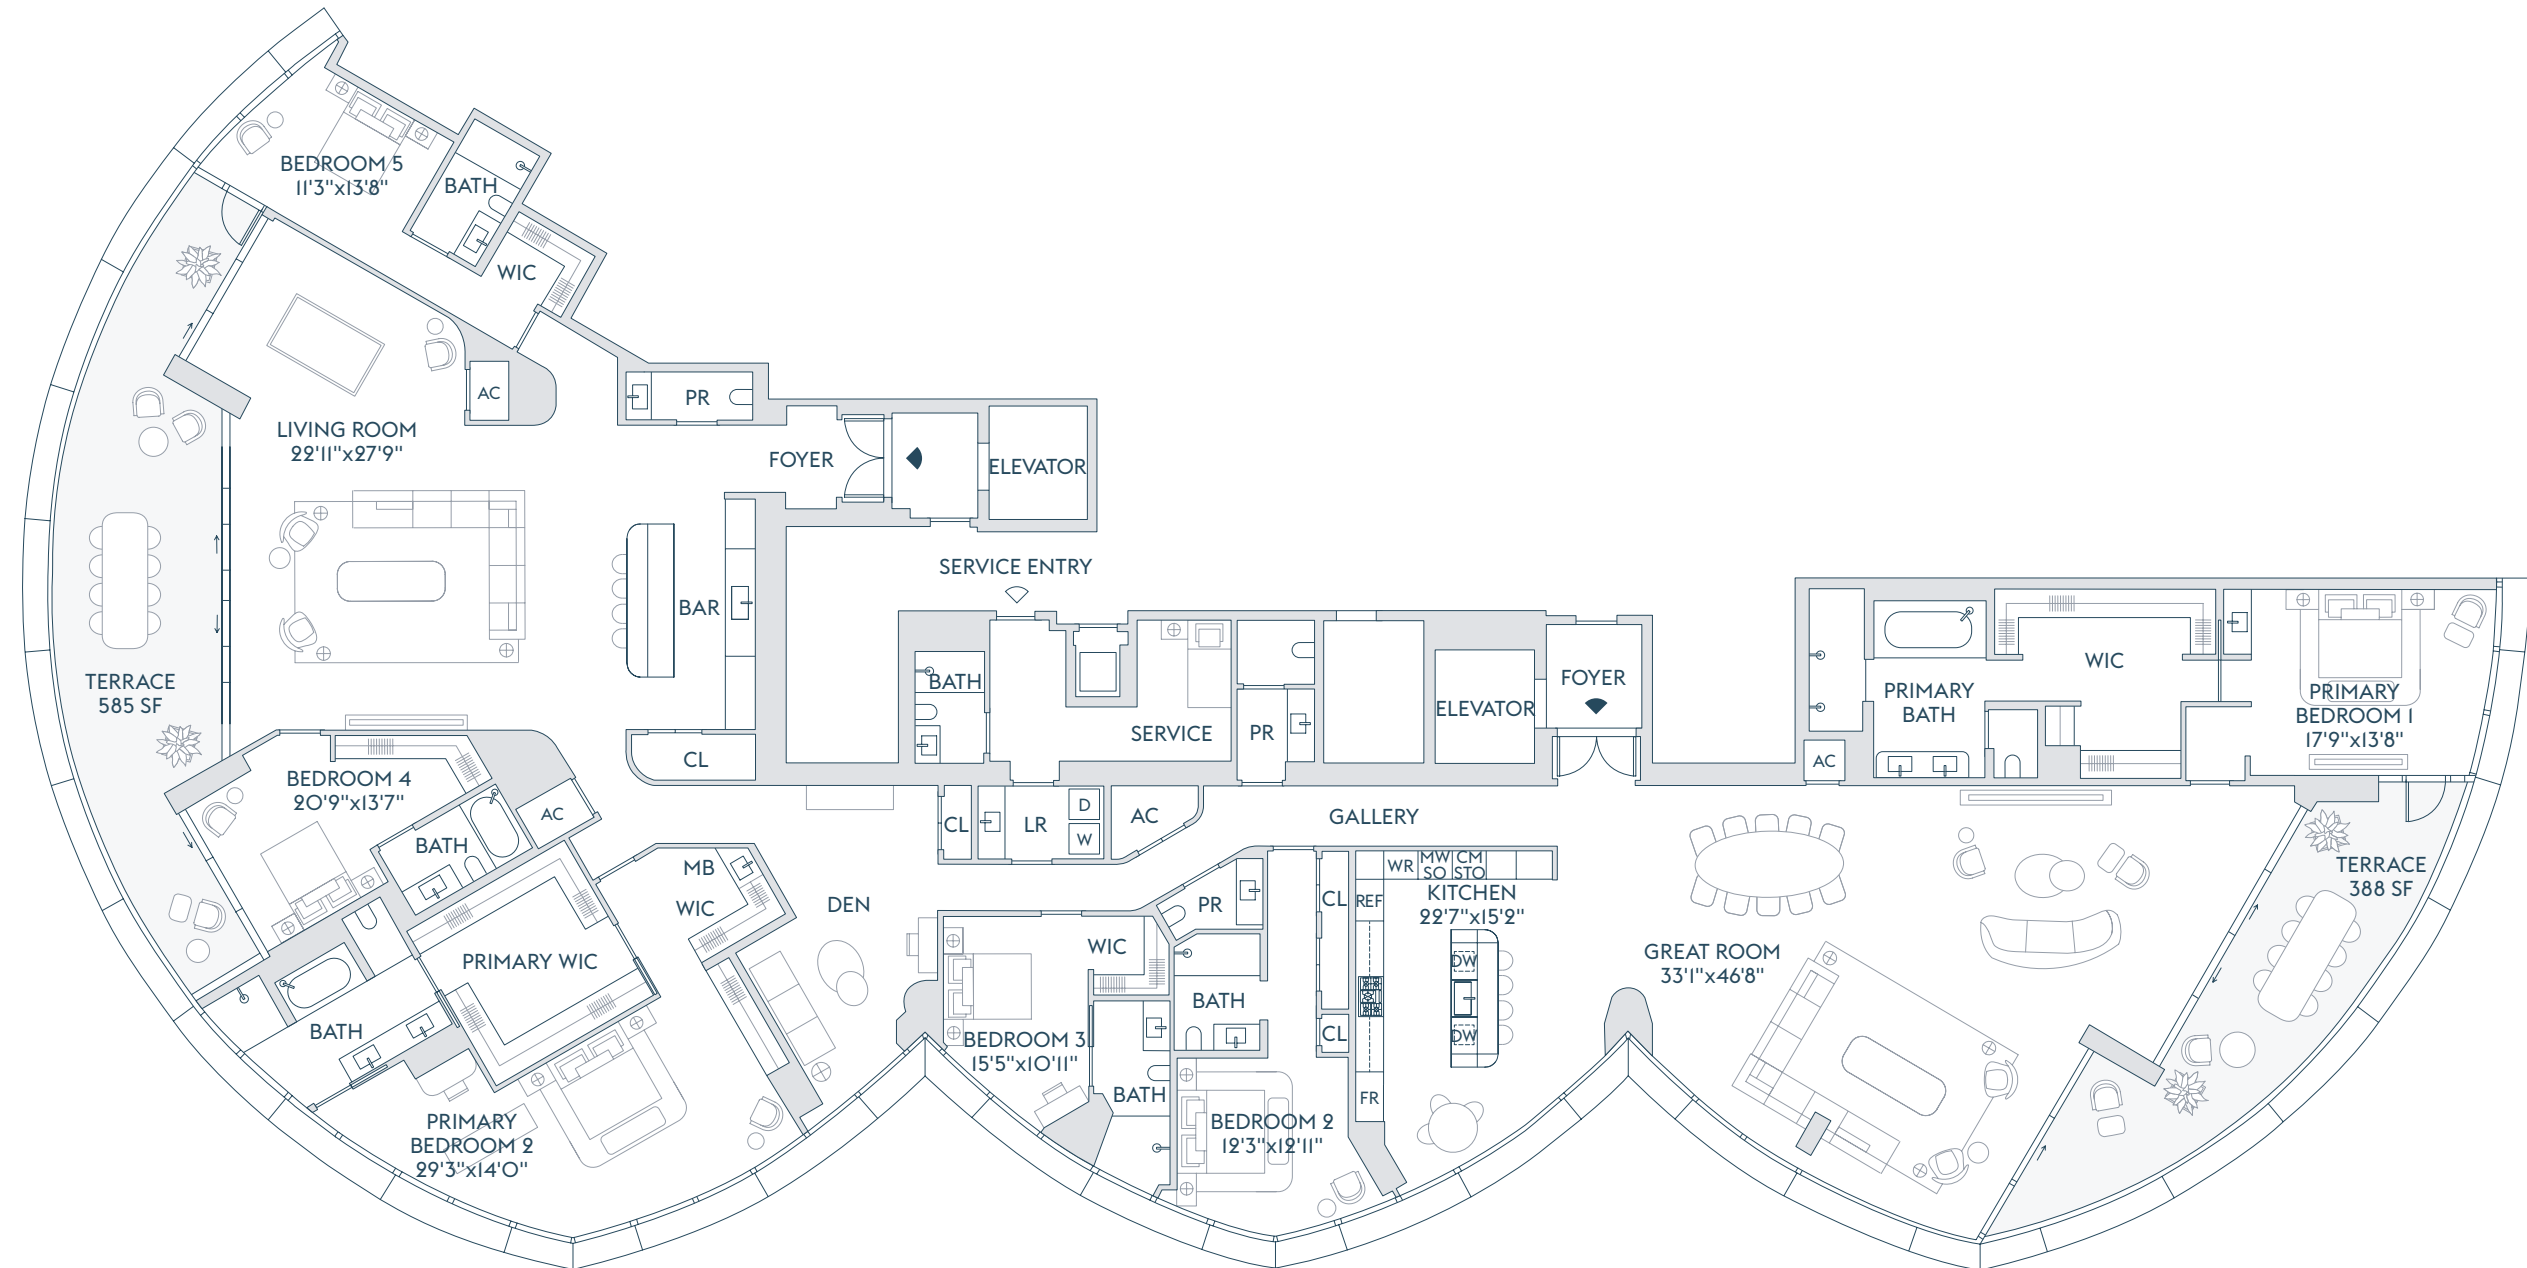 BEDROOM 5
11'3"x13'8"
BATH
WIC
AC
PR
LIVING ROOM
22'11"x27'9"
FOYER
ELEVATOR
SERVICE ENTRY
BAR
TERRACE
585 SF
CL
BATH
SERVICE
PR
ELEVATOR
FOYER
PRIMARY
BATH
WIC
PRIMARY
BEDROOM 1
17'9"x13'8"
AC
BEDROOM 4
20'9"x13'7"
BATH
AC
CL
LR
D
W
AC
GALLERY
MB
WIC
DEN
PRIMARY WIC
BATH
PRIMARY
BEDROOM 2
29'3"x14'0"
WIC
PR
BATH
BEDROOM 3
15'5"x10'11"
BATH
BEDROOM 2
12'3"x12'11"
CL
CL
WR
MW
SO
CM
STO
KITCHEN
22'7"x15'2"
REF
DW
DW
FR
GREAT ROOM
33'1"x46'8"
TERRACE
388 SF